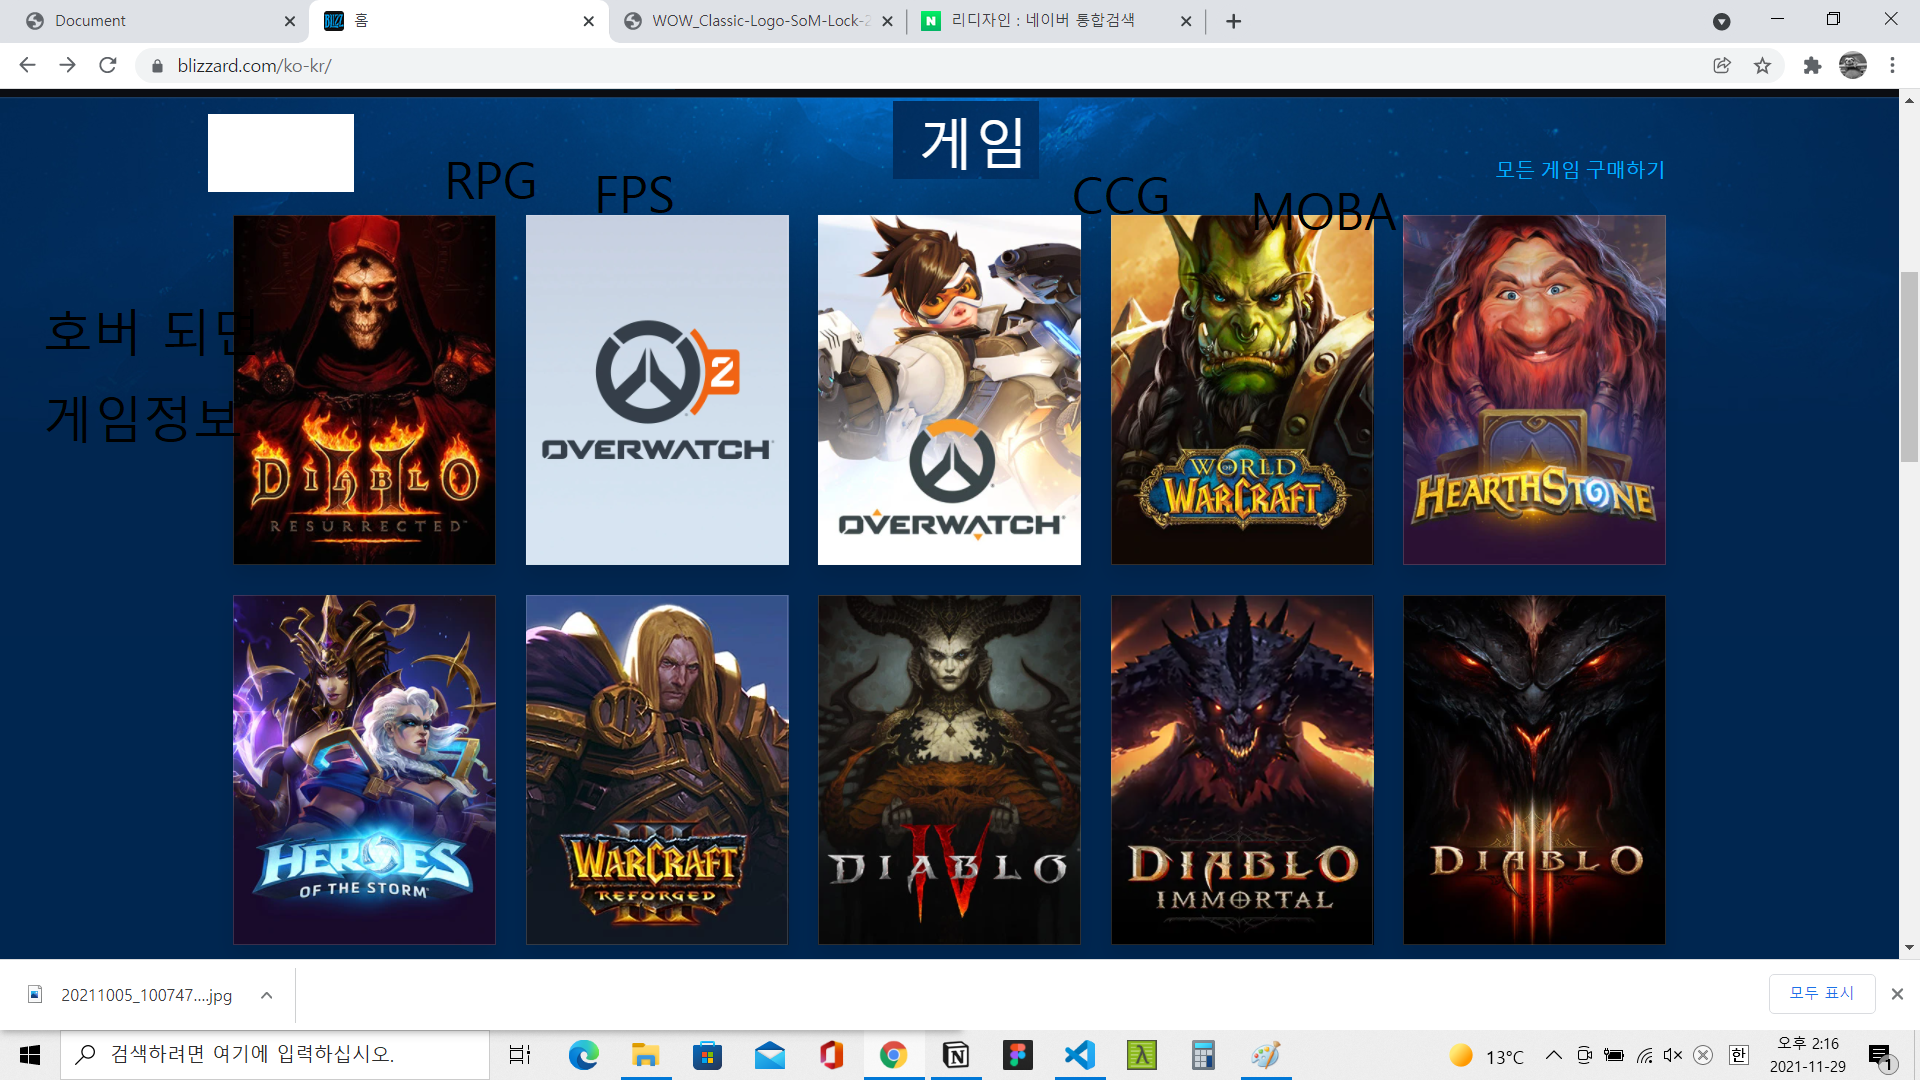 Document
홈
WOW_Classic-Logo-SoM-Lock-2
리디자인 : 네이버 통합검색
blizzard.com/ko-kr/
게임
RPG
FPS
CCG
MOBA
모든 게임 구매하기
호버 되면
게임정보
DIABLO
II
RESURRECTED™
2
OVERWATCH
OVERWATCH
WORLD
OF
WARCRAFT
HEARTHSTONE
HEROES
OF THE STORM
WARCRAFT
III
REFORGED
DIABLO
IV
DIABLO
IMMORTAL
DIABLO
III
20211005_100747....jpg
모두 표시
검색하려면 여기에 입력하십시오.
13°C
한
오후 2:16
2021-11-29
1